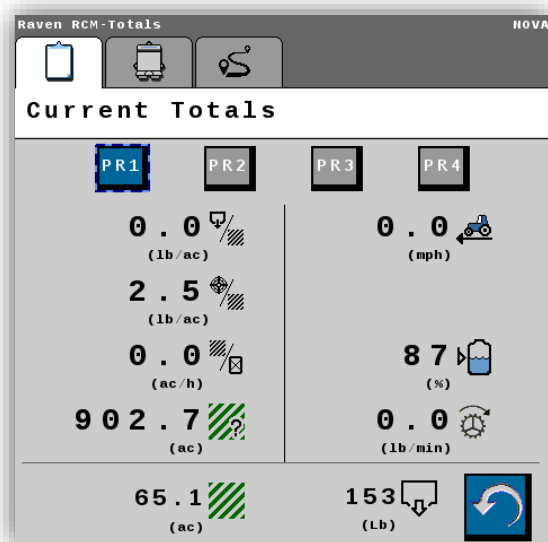 Raven RCM-Totals NOVA
Current Totals
PR1 PR2 PR3 PR4
0.0 0.0
(lb/ac) (mph)
2.5
(lb/ac)
0.0 87
(ac/h) (%)
902.7 ? 0.0
(ac) (lb/min)
65.1 153
(ac) (Lb)